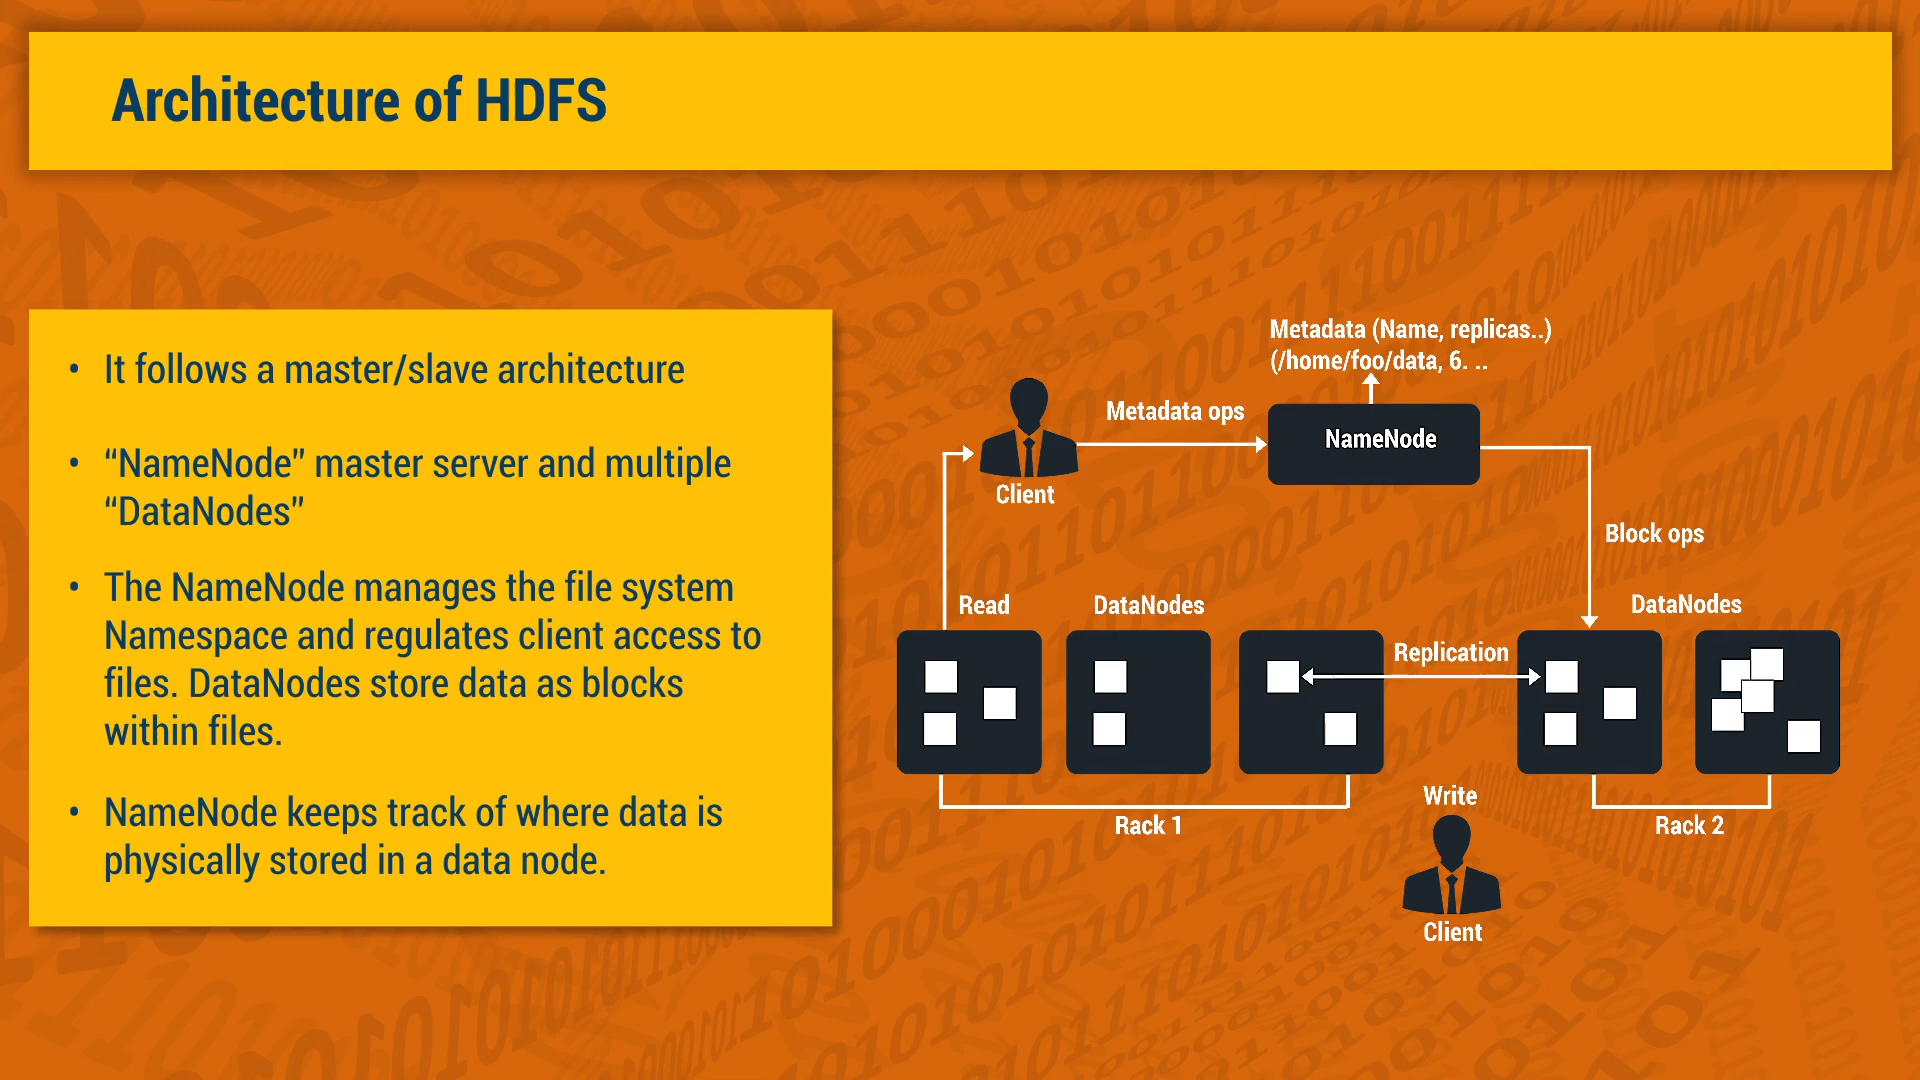 Architecture of HDFS
• It follows a master/slave architecture
• “NameNode” master server and multiple
“DataNodes”
• The NameNode manages the file system
Namespace and regulates client access to
files. DataNodes store data as blocks
within files.
• NameNode keeps track of where data is
physically stored in a data node.
Metadata (Name, replicas..)
(/home/foo/data, 6. ..
Metadata ops
NameNode
Client
Block ops
Read
DataNodes
DataNodes
Replication
Rack 1
Write
Rack 2
Client